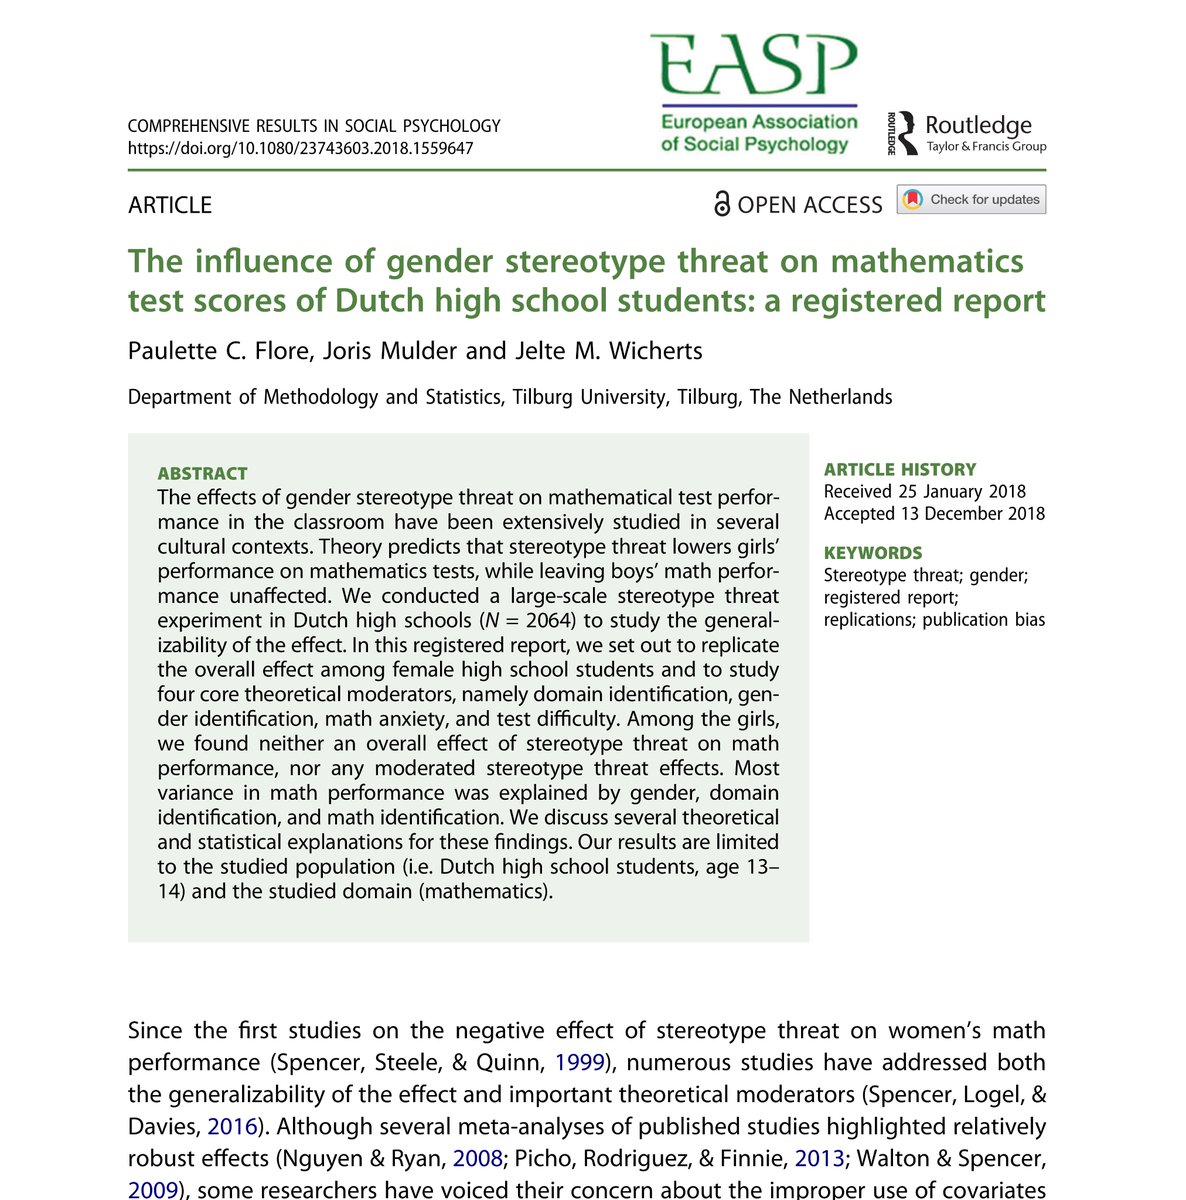 EASP
European Association
of Social Psychology
COMPREHENSIVE RESULTS IN SOCIAL PSYCHOLOGY
https://doi.org/10.1080/23743603.2018.1559647
ROUTLEDGE
Routledge
Taylor & Francis Group
ARTICLE
OPEN ACCESS
Check for updates
The influence of gender stereotype threat on mathematics
test scores of Dutch high school students: a registered report
Paulette C. Flore, Joris Mulder and Jelte M. Wicherts
Department of Methodology and Statistics, Tilburg University, Tilburg, The Netherlands
ABSTRACT
The effects of gender stereotype threat on mathematical test perfor-
mance in the classroom have been extensively studied in several
cultural contexts. Theory predicts that stereotype threat lowers girls’
performance on mathematics tests, while leaving boys’ math perfor-
mance unaffected. We conducted a large-scale stereotype threat
experiment in Dutch high schools (N = 2064) to study the general-
izability of the effect. In this registered report, we set out to replicate
the overall effect among female high school students and to study
four core theoretical moderators, namely domain identification, gen-
der identification, math anxiety, and test difficulty. Among the girls,
we found neither an overall effect of stereotype threat on math
performance, nor any moderated stereotype threat effects. Most
variance in math performance was explained by gender, domain
identification, and math identification. We discuss several theoretical
and statistical explanations for these findings. Our results are limited
to the studied population (i.e. Dutch high school students, age 13–
14) and the studied domain (mathematics).
ARTICLE HISTORY
Received 25 January 2018
Accepted 13 December 2018
KEYWORDS
Stereotype threat; gender;
registered report;
replications; publication bias
Since the first studies on the negative effect of stereotype threat on women’s math
performance (Spencer, Steele, & Quinn, 1999), numerous studies have addressed both
the generalizability of the effect and important theoretical moderators (Spencer, Logel, &
Davies, 2016). Although several meta-analyses of published studies highlighted relatively
robust effects (Nguyen & Ryan, 2008; Picho, Rodriguez, & Finnie, 2013; Walton & Spencer,
2009), some researchers have voiced their concern about the improper use of covariates